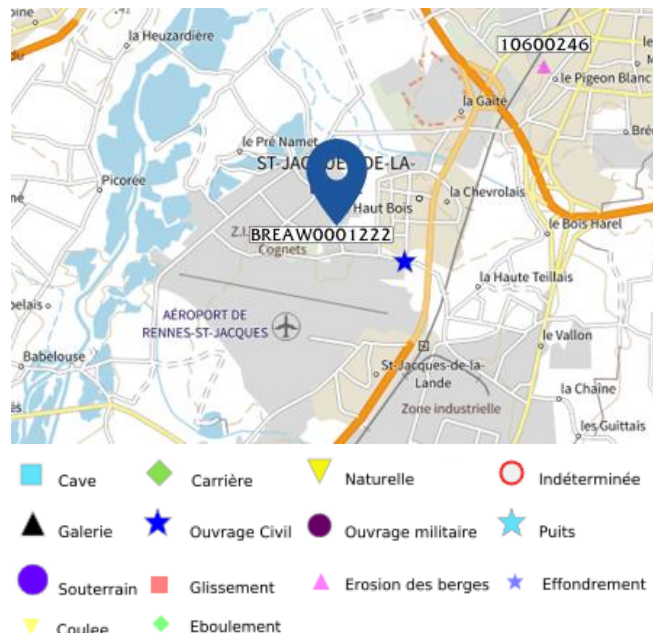 la Heuzardière
10600246
le Pigeon Blanc
la Gaité
le Pré Namet
ST-JACQUES-DE-LA-
Picorée
la Chevrolais
Haut Bois
Z.I.
BREAW0001222
le Bois Harel
Cognets
la Haute Teillais
AÉROPORT DE
RENNES-ST-JACQUES
Babelouse
le Vallon
St-Jacques-de-la-
Lande
la Chaine
Zone industrielle
les Guittais
Cave
Carrière
Naturelle
Indéterminée
Galerie
Ouvrage Civil
Ouvrage militaire
Puits
Souterrain
Glissement
Erosion des berges
Effondrement
Coulee
Eboulement